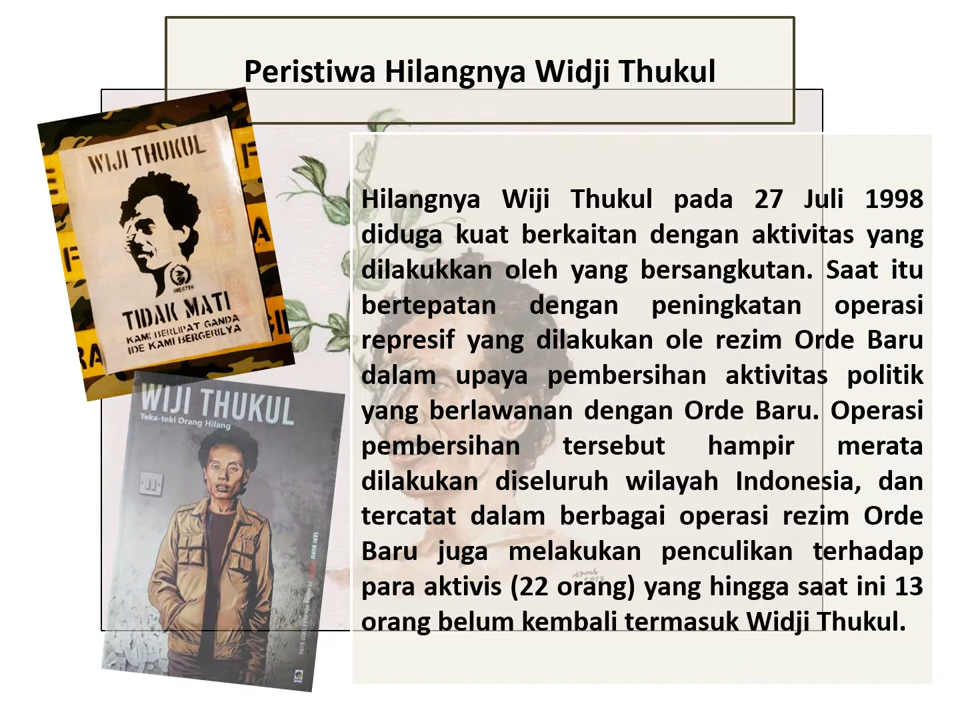 Peristiwa Hilangnya Widji Thukul
WIJI THUKUL
TIDAK MATI
KAMI BERLIPAT GANDA
IDE KAMI BERGERILYA
WIJI THUKUL
Teka-teki Orang Hilang
Hilangnya Wiji Thukul pada 27 Juli 1998
diduga kuat berkaitan dengan aktivitas yang
dilakukkan oleh yang bersangkutan. Saat itu
bertepatan dengan peningkatan operasi
represif yang dilakukan ole rezim Orde Baru
dalam upaya pembersihan aktivitas politik
yang berlawanan dengan Orde Baru. Operasi
pembersihan tersebut hampir merata
dilakukan diseluruh wilayah Indonesia, dan
tercatat dalam berbagai operasi rezim Orde
Baru juga melakukan penculikan terhadap
para aktivis (22 orang) yang hingga saat ini 13
orang belum kembali termasuk Widji Thukul.